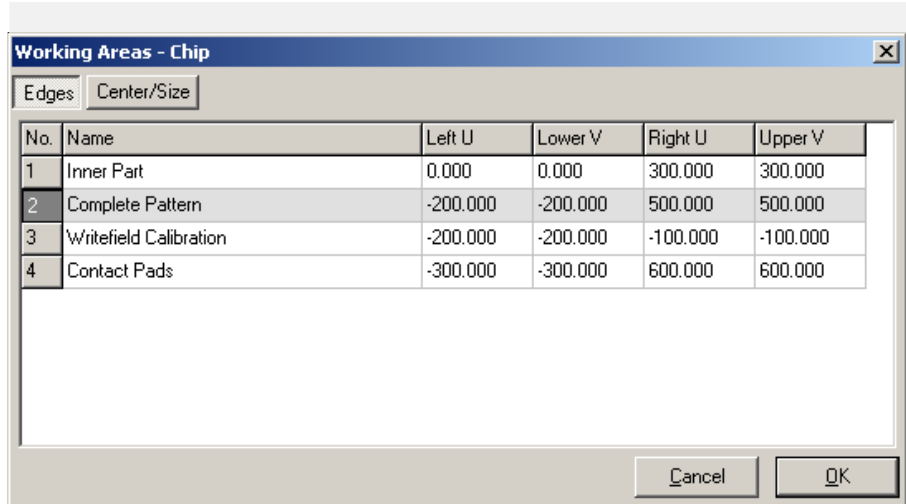 Working Areas - Chip
Edges Center/Size
No. Name Left U Lower V Right U Upper V
1 Inner Part 0.000 0.000 300.000 300.000
2 Complete Pattern -200.000 -200.000 500.000 500.000
3 Writefield Calibration -200.000 -200.000 -100.000 -100.000
4 Contact Pads -300.000 -300.000 600.000 600.000
Cancel OK